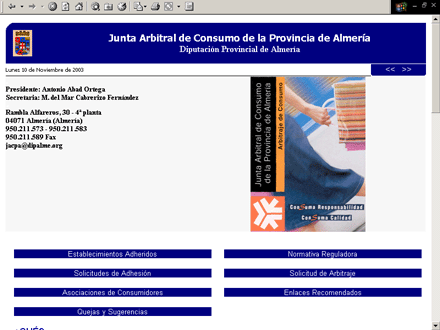 Junta Arbitral de Consumo de la Provincia de Almería
Diputación Provincial de Almería
Lunes 10 de Noviembre de 2003
<< >>
Presidente: Antonio Abad Ortega
Secretaria: M. del Mar Cabrerizo Fernández
Rambla Alfareros, 30 - 4ª planta
04071 Almería (Almería)
950.211.573 - 950.211.583
950.211.589 Fax
jacpa@dipalme.org
Junta Arbitral de Consumo
de la Provincia de Almería
Arbitraje de Consumo
ConSuma Responsabilidad
ConSuma Calidad
Establecimientos Adheridos
Normativa Reguladora
Solicitudes de Adhesión
Solicitud de Arbitraje
Asociaciones de Consumidores
Enlaces Recomendados
Quejas y Sugerencias